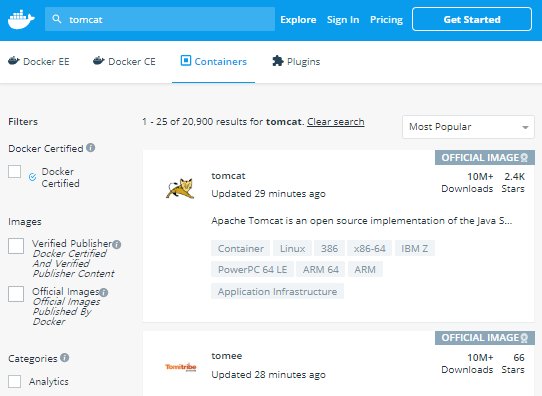 tomcat
Explore Sign In Pricing Get Started
Docker EE Docker CE Containers Plugins
Filters
1 - 25 of 20,900 results for tomcat. Clear search
Most Popular
Docker Certified
Docker
Certified
Images
Verified Publisher
Docker Certified
And Verified
Publisher Content
Official Images
Official Images
Published By
Docker
Categories
Analytics
OFFICIAL IMAGE
tomcat
10M+ 2.4K
Downloads Stars
Updated 29 minutes ago
Apache Tomcat is an open source implementation of the Java S...
Container Linux 386 x86-64 IBM Z
PowerPC 64 LE ARM 64 ARM
Application Infrastructure
OFFICIAL IMAGE
Tomitribe
tomee
10M+ 66
Downloads Stars
Updated 28 minutes ago